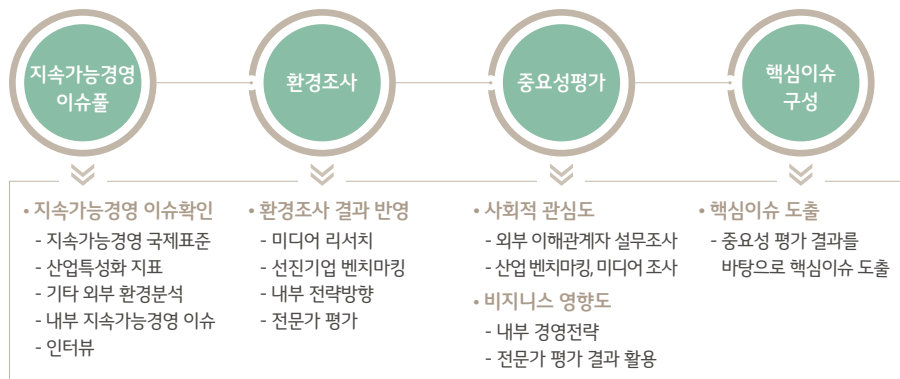 지속가능경영
이슈풀
환경조사
중요성평가
핵심이슈
구성
• 지속가능경영 이슈확인
- 지속가능경영 국제표준
- 산업특성화 지표
- 기타 외부 환경분석
- 내부 지속가능경영 이슈
- 인터뷰
• 환경조사 결과 반영
- 미디어 리서치
- 선진기업 벤치마킹
- 내부 전략방향
- 전문가 평가
• 사회적 관심도
- 외부 이해관계자 설무조사
- 산업 벤치마킹, 미디어 조사
• 비지니스 영향도
- 내부 경영전략
- 전문가 평가 결과 활용
• 핵심이슈 도출
- 중요성 평가 결과를
바탕으로 핵심이슈 도출